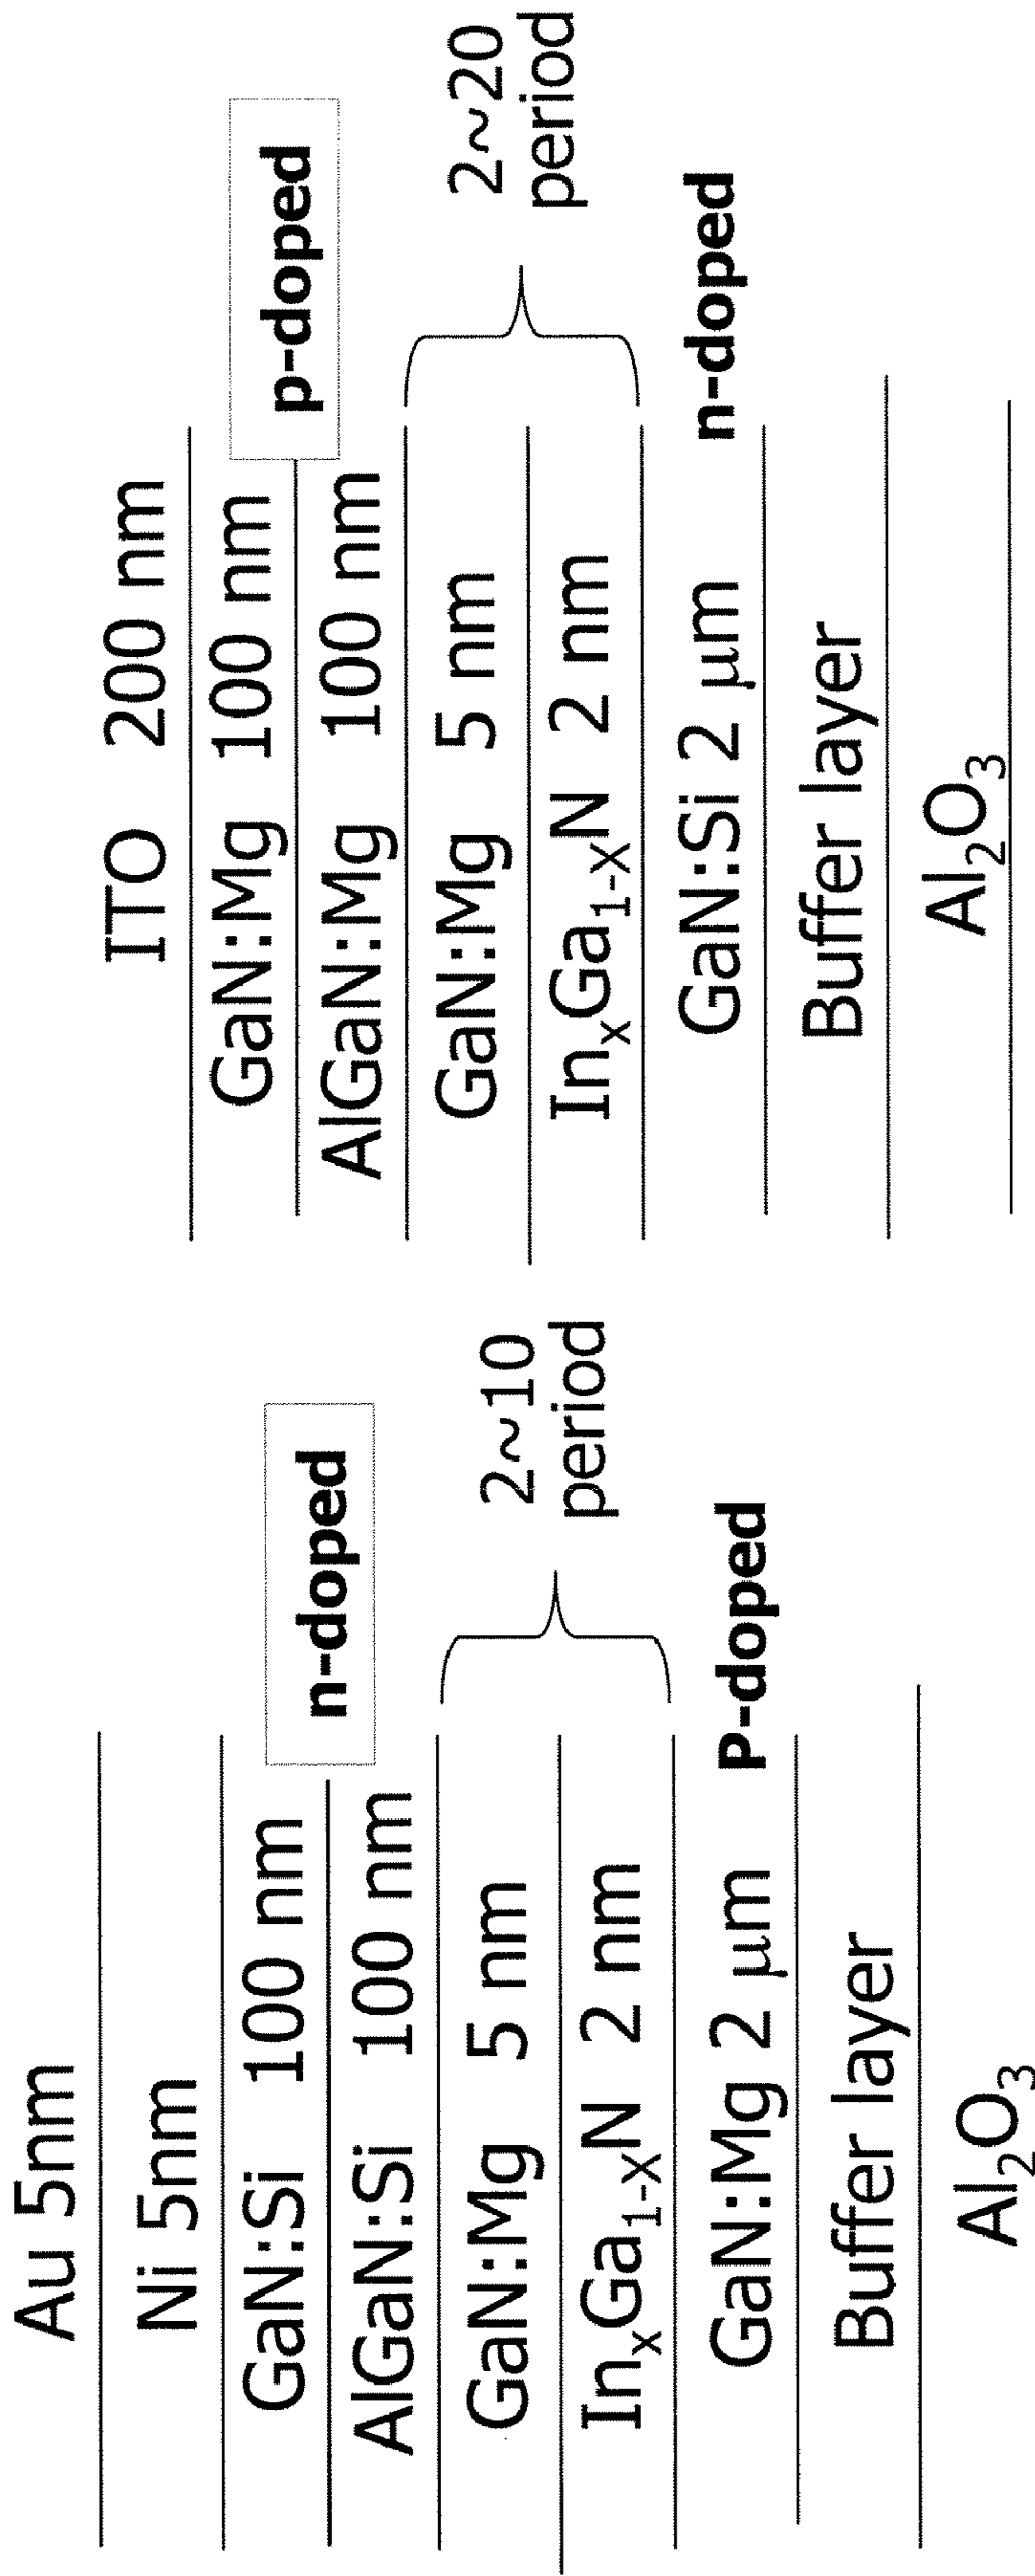 Au 5nm
Ni 5nm
GaN:Si 100 nm
n-doped
AlGaN:Si 100 nm
GaN:Mg 5 nm
2~10
period
InxGa1-XN 2 nm
GaN:Mg 2 μm P-doped
Buffer layer
Al2O3
ITO 200 nm
GaN:Mg 100 nm
p-doped
AlGaN:Mg 100 nm
GaN:Mg 5 nm
2~20
period
InxGa1-XN 2 nm
GaN:Si 2 μm n-doped
Buffer layer
Al2O3